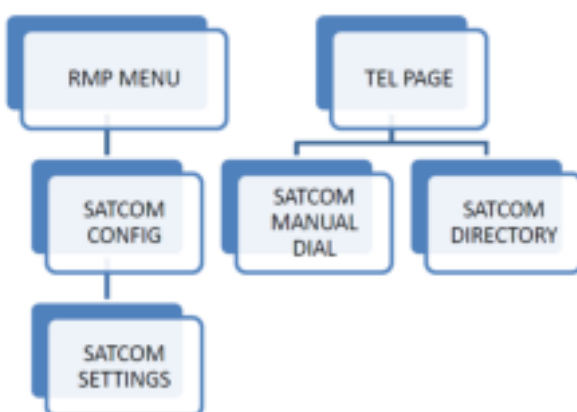 RMP MENU
TEL PAGE
SATCOM
CONFIG
SATCOM
MANUAL
DIAL
SATCOM
DIRECTORY
SATCOM
SETTINGS